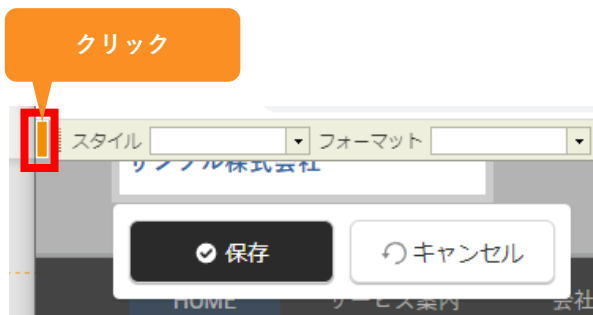 クリック
スタイル フォーマット
サンプル株式会社
保存 キャンセル
HOME サービス案内 会社